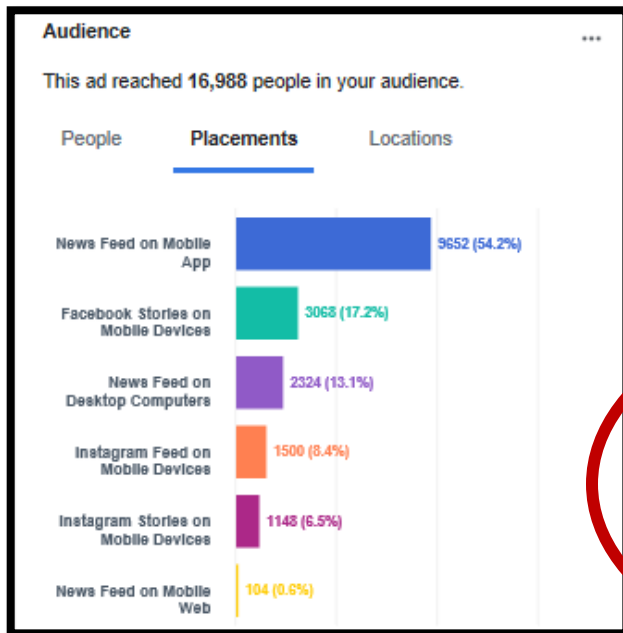 Audience
...
This ad reached 16,988 people in your audience.
People Placements Locations
News Feed on Mobile
App
9652 (54.2%)
Facebook Stories on
Mobile Devices
3068 (17.2%)
News Feed on
Desktop Computers
2324 (13.1%)
Instagram Feed on
Mobile Devices
1500 (8.4%)
Instagram Stories on
Mobile Devices
1148 (6.5%)
News Feed on Mobile
Web
104 (0.6%)